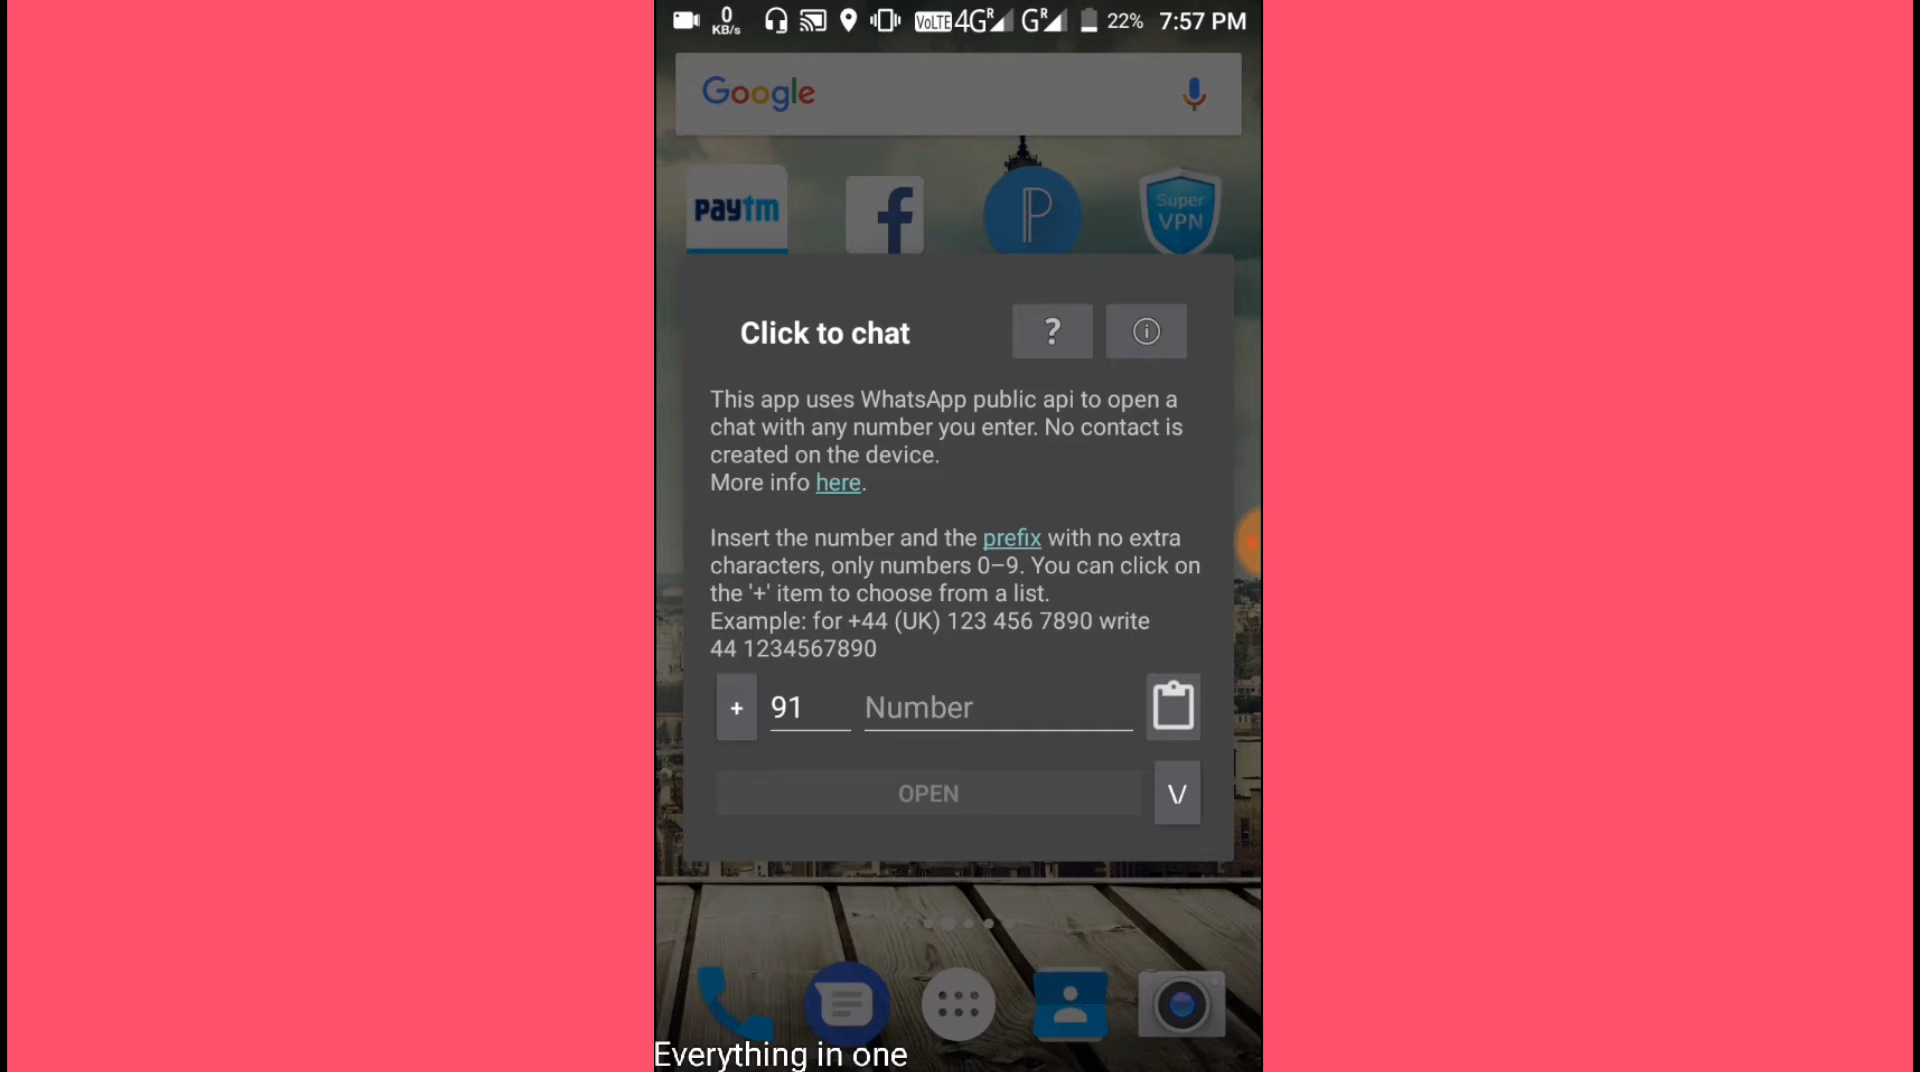 0
KB/s
VoLTE 4G R G R 22% 7:57 PM
Google
paytm
f
P
Super
VPN
Click to chat
?
i
This app uses WhatsApp public api to open a
chat with any number you enter. No contact is
created on the device.
More info here.
Insert the number and the prefix with no extra
characters, only numbers 0–9. You can click on
the '+' item to choose from a list.
Example: for +44 (UK) 123 456 7890 write
44 1234567890
+ 91 Number
OPEN
V
Everything in one